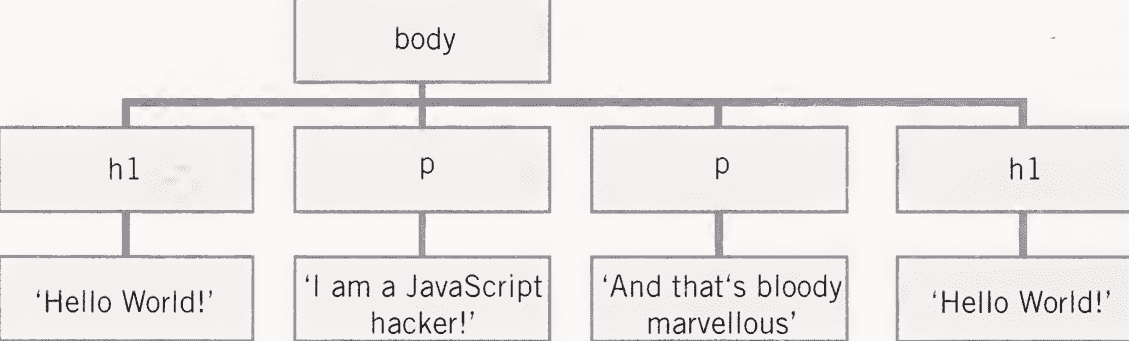 body
h1
p
p
h1
‘Hello World!’
‘I am a JavaScript
hacker!’
‘And that‘s bloody
marvellous’
‘Hello World!’